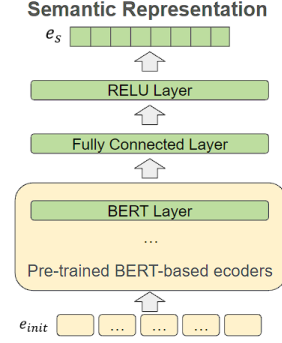 Semantic Representation
e_s
RELU Layer
Fully Connected Layer
BERT Layer
...
Pre-trained BERT-based ecoders
e_init ... ... ...